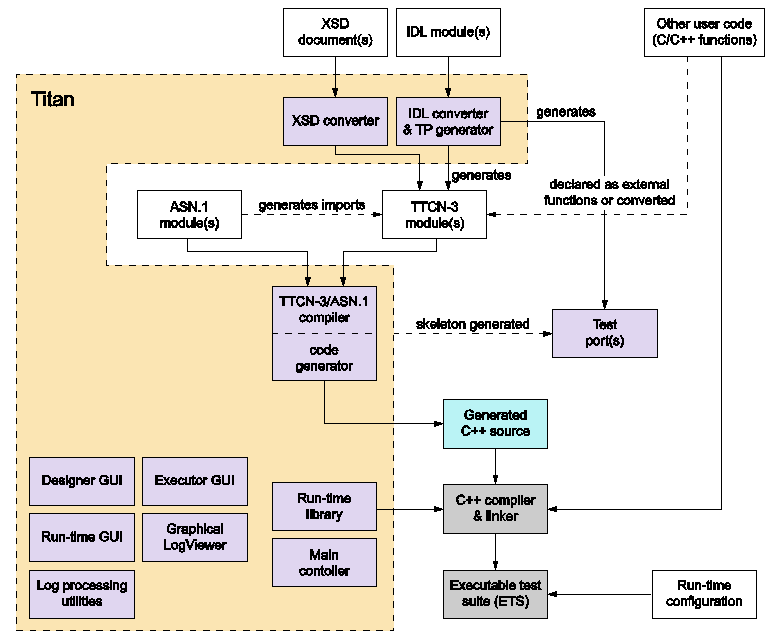 XSD
document(s)
IDL module(s)
Other user code
(C/C++ functions)
Titan
XSD converter
IDL converter
& TP generator
generates
generates
declared as external
functions or converted
ASN.1
module(s)
generates imports
TTCN-3
module(s)
TTCN-3/ASN.1
compiler
code
generator
skeleton generated
Test
port(s)
Generated
C++ source
Designer GUI
Executor GUI
Run-time
library
C++ compiler
& linker
Run-time GUI
Graphical
LogViewer
Main
contoller
Log processing
utilities
Executable test
suite (ETS)
Run-time
configuration